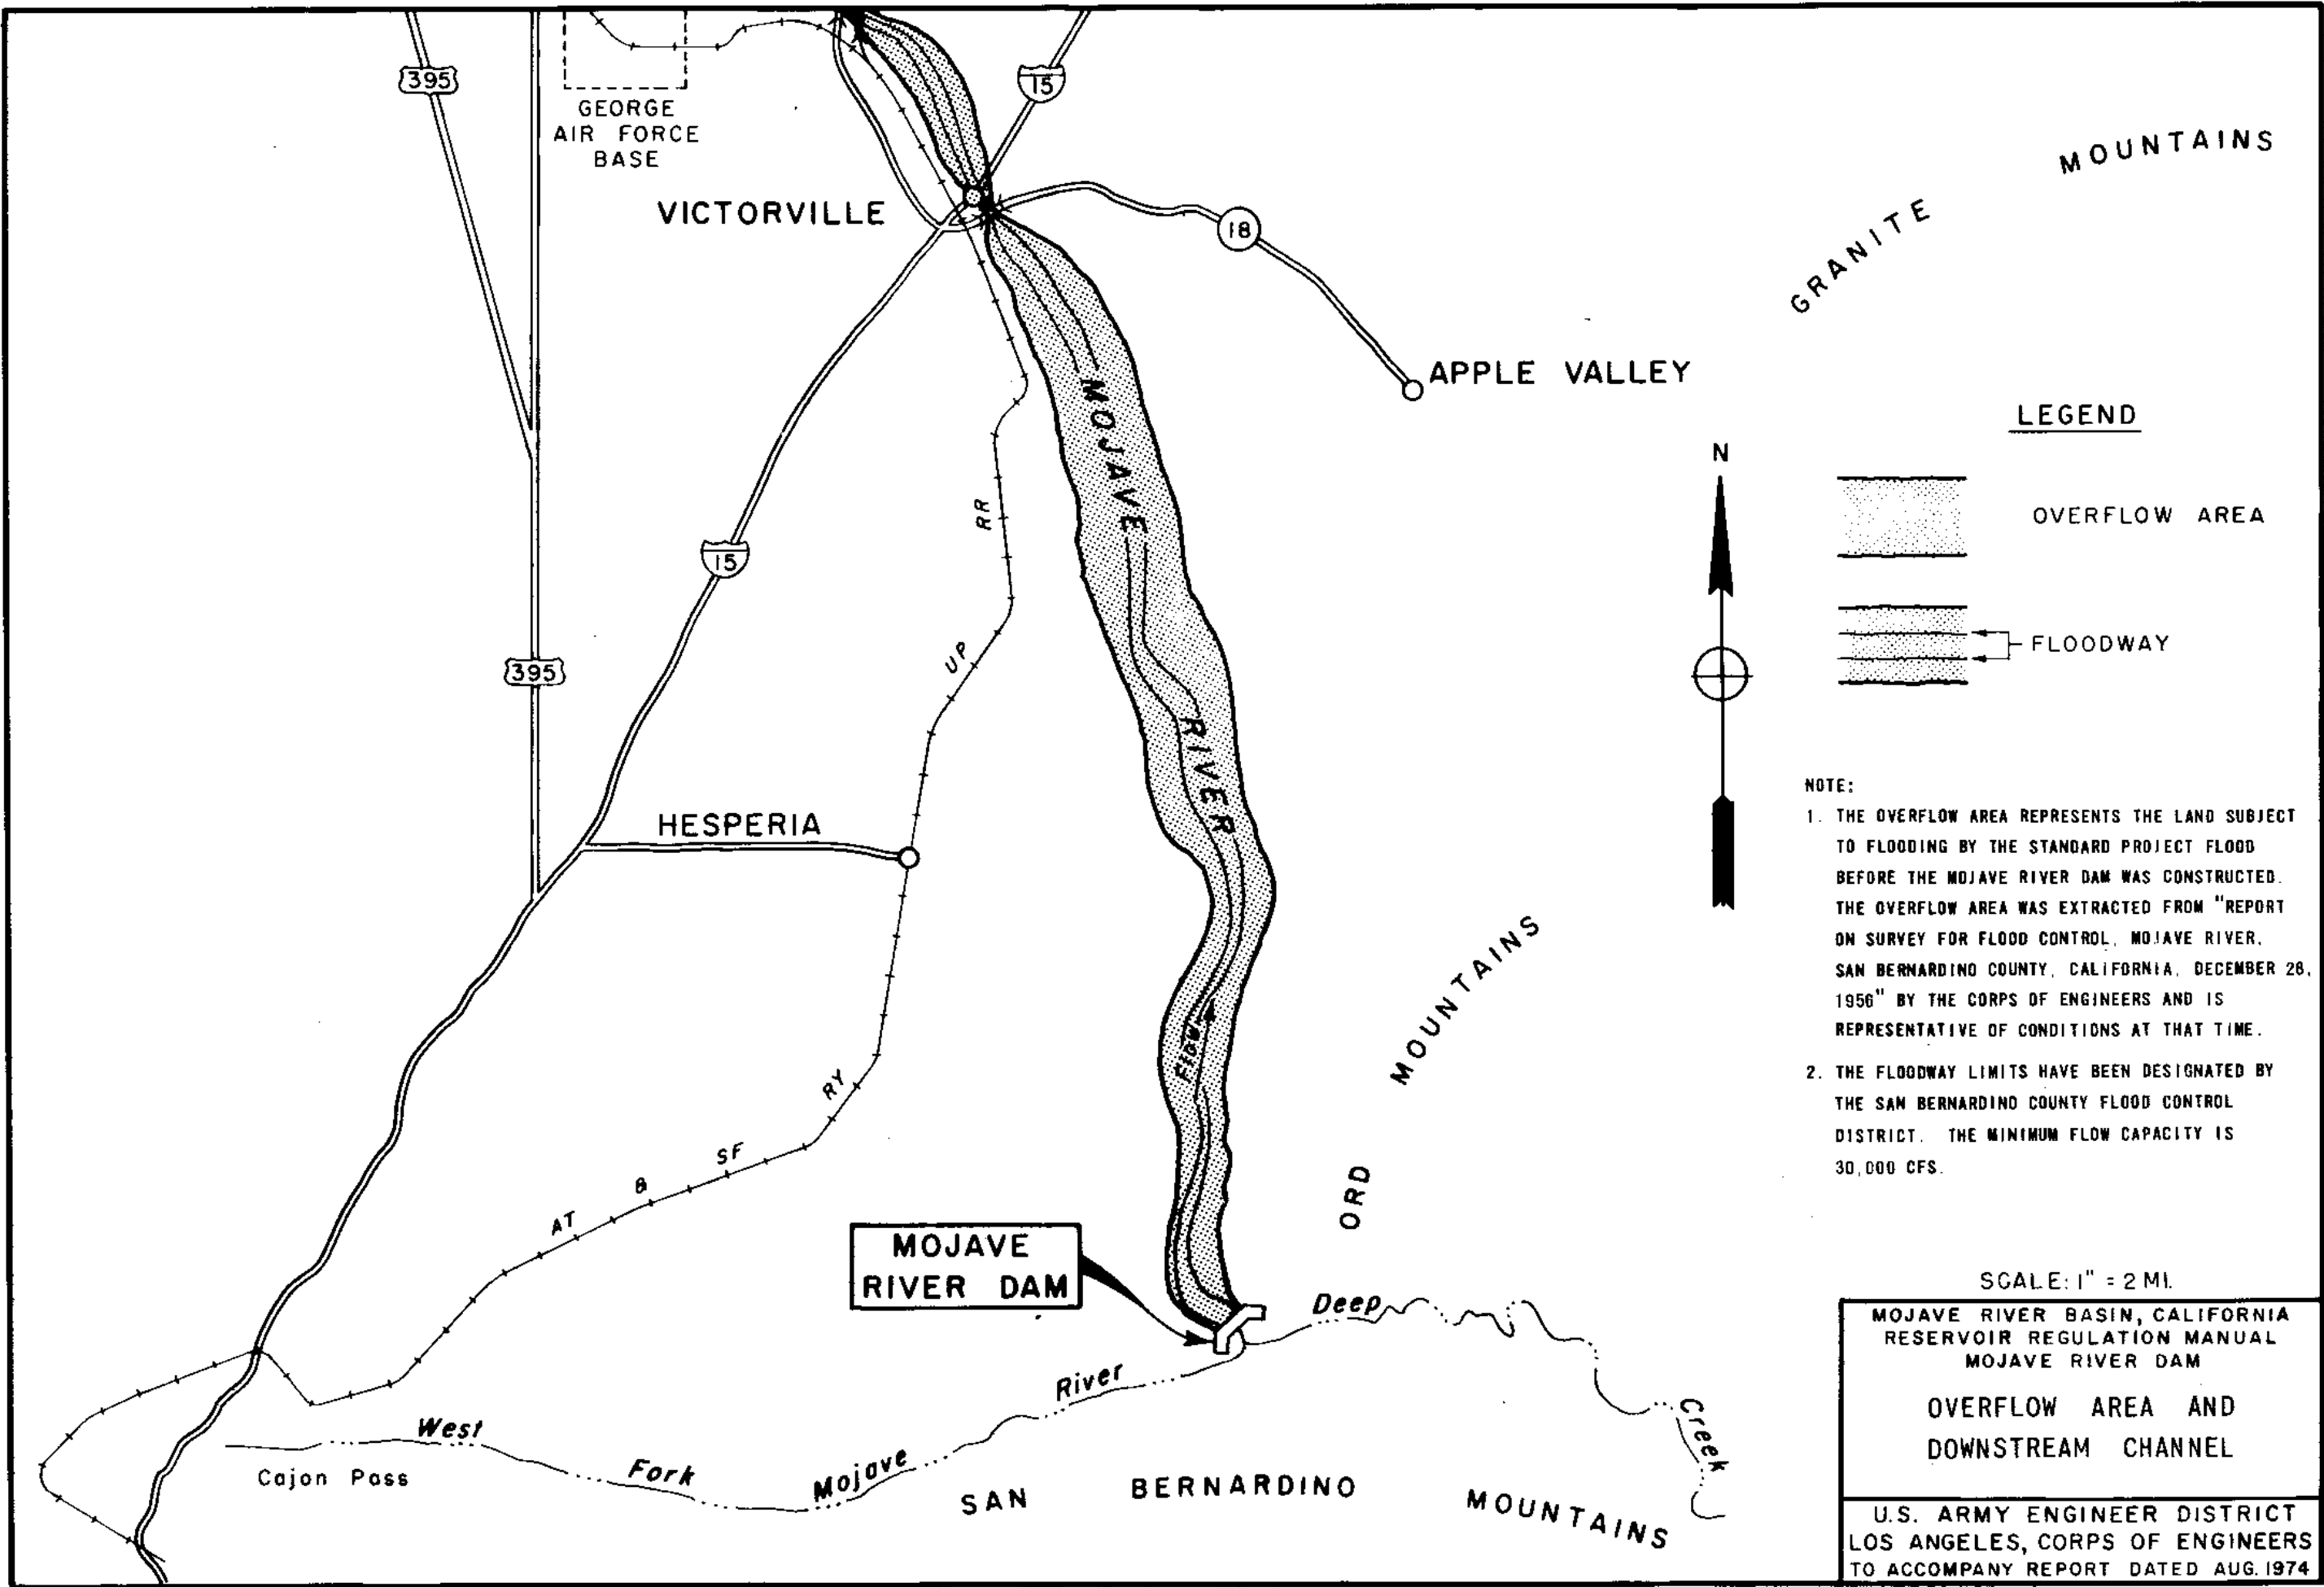 395
GEORGE
AIR FORCE
BASE
15
MOUNTAINS
GRANITE
VICTORVILLE
18
APPLE VALLEY
MOJAVE
RIVER
RR
UP
15
395
HESPERIA
LEGEND
N
OVERFLOW AREA
FLOODWAY
NOTE:
1. THE OVERFLOW AREA REPRESENTS THE LAND SUBJECT
TO FLOODING BY THE STANDARD PROJECT FLOOD
BEFORE THE MOJAVE RIVER DAM WAS CONSTRUCTED.
THE OVERFLOW AREA WAS EXTRACTED FROM "REPORT
ON SURVEY FOR FLOOD CONTROL, MOJAVE RIVER,
SAN BERNARDINO COUNTY, CALIFORNIA, DECEMBER 28,
1956" BY THE CORPS OF ENGINEERS AND IS
REPRESENTATIVE OF CONDITIONS AT THAT TIME.
2. THE FLOODWAY LIMITS HAVE BEEN DESIGNATED BY
THE SAN BERNARDINO COUNTY FLOOD CONTROL
DISTRICT. THE MINIMUM FLOW CAPACITY IS
30,000 CFS.
Flow
ORD MOUNTAINS
AT & SF RY
MOJAVE
RIVER DAM
Deep Creek
West Fork Mojave River
Cajon Pass
SAN BERNARDINO MOUNTAINS
SCALE: 1" = 2 MI.
MOJAVE RIVER BASIN, CALIFORNIA
RESERVOIR REGULATION MANUAL
MOJAVE RIVER DAM
OVERFLOW AREA AND
DOWNSTREAM CHANNEL
U.S. ARMY ENGINEER DISTRICT
LOS ANGELES, CORPS OF ENGINEERS
TO ACCOMPANY REPORT DATED AUG. 1974